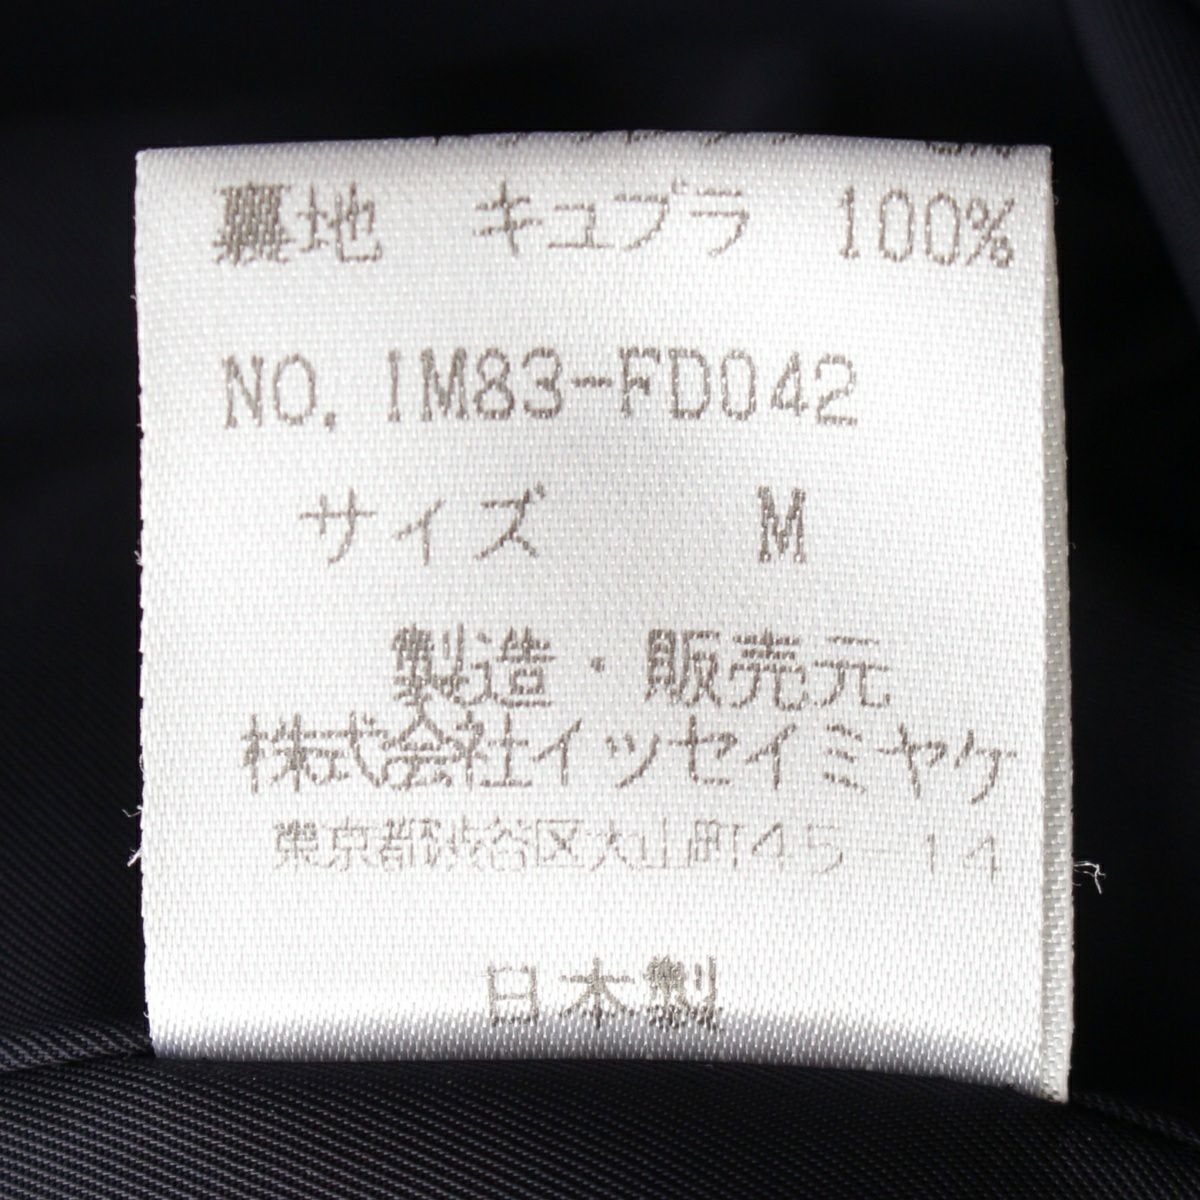 裏地 キュプラ 100%
NO. IM83-FD042
サイズ M
製造・販売元
株式会社イッセイミヤケ
東京都渋谷区大山町45-14
日本製